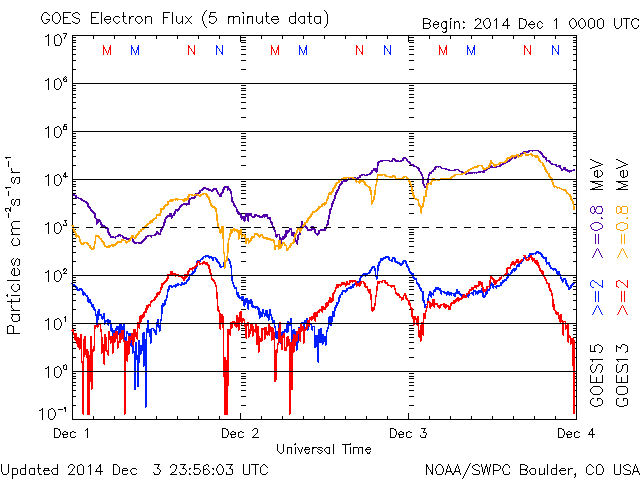 GOES Electron Flux (5 minute data)
Begin: 2014 Dec 1 0000 UTC
M M N N M M N N M M N N
10⁷
10⁶
10⁵
10⁴
10³
10²
10¹
10⁰
10⁻¹
Particles cm⁻²s⁻¹sr⁻¹
Dec 1 Dec 2 Dec 3 Dec 4
Universal Time
GOES15 >=2 >=0.8 MeV
GOES13 >=2 >=0.8 MeV
Updated 2014 Dec 3 23:56:03 UTC
NOAA/SWPC Boulder, CO USA